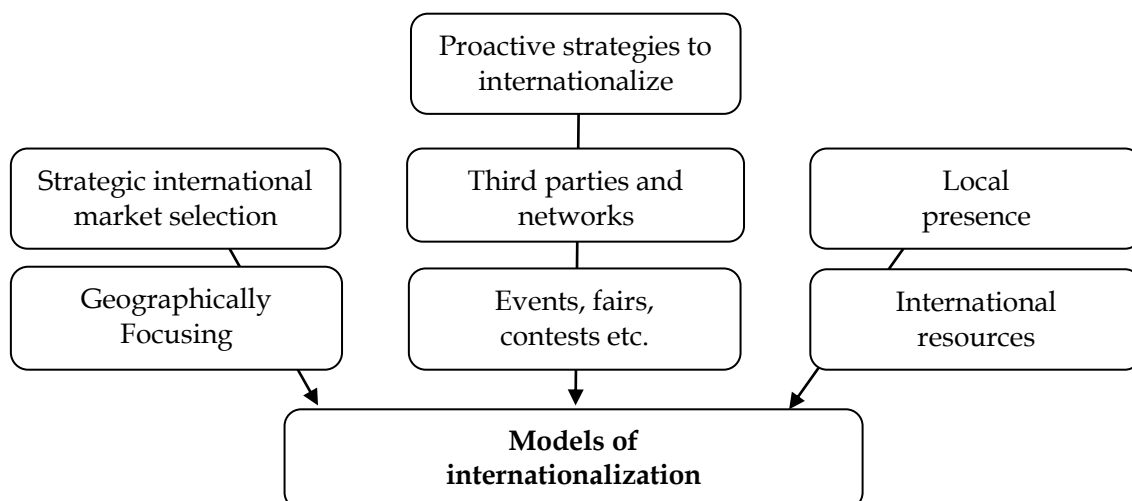 Proactive strategies to
internationalize
Strategic international
market selection
Third parties and
networks
Local
presence
Geographically
Focusing
Events, fairs,
contests etc.
International
resources
Models of
internationalization